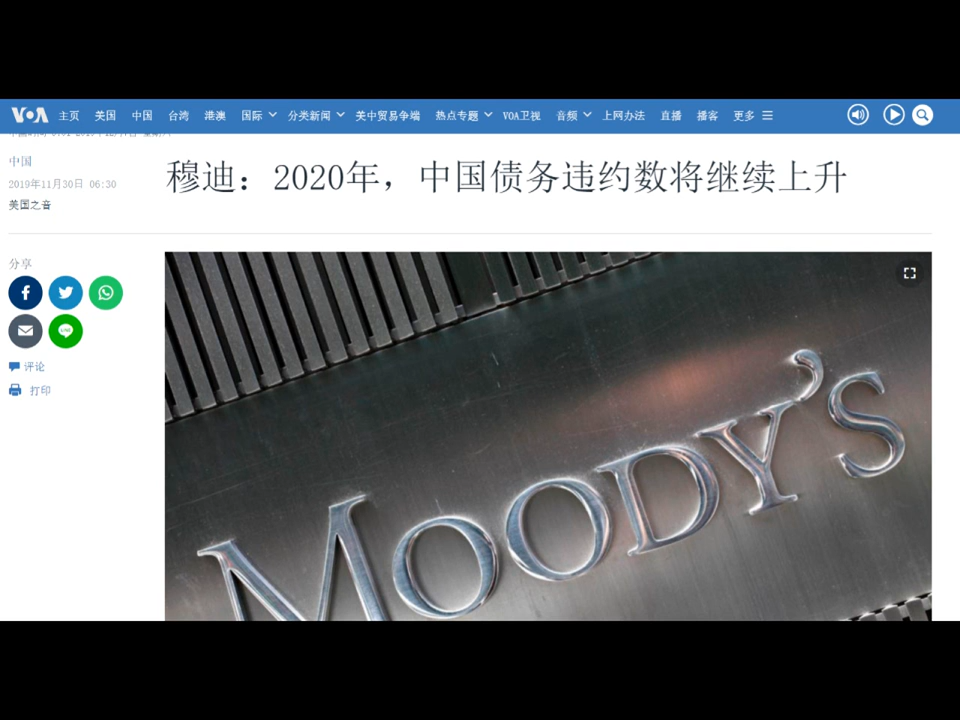 VOA 主页 美国 中国 台湾 港澳 国际 分类新闻 美中贸易争端 热点专题 VOA卫视 音频 上网办法 直播 播客 更多
中国
2019年11月30日 06:30
美国之音
穆迪：2020年，中国债务违约数将继续上升
分享
LINE
评论
打印
MOODY'S